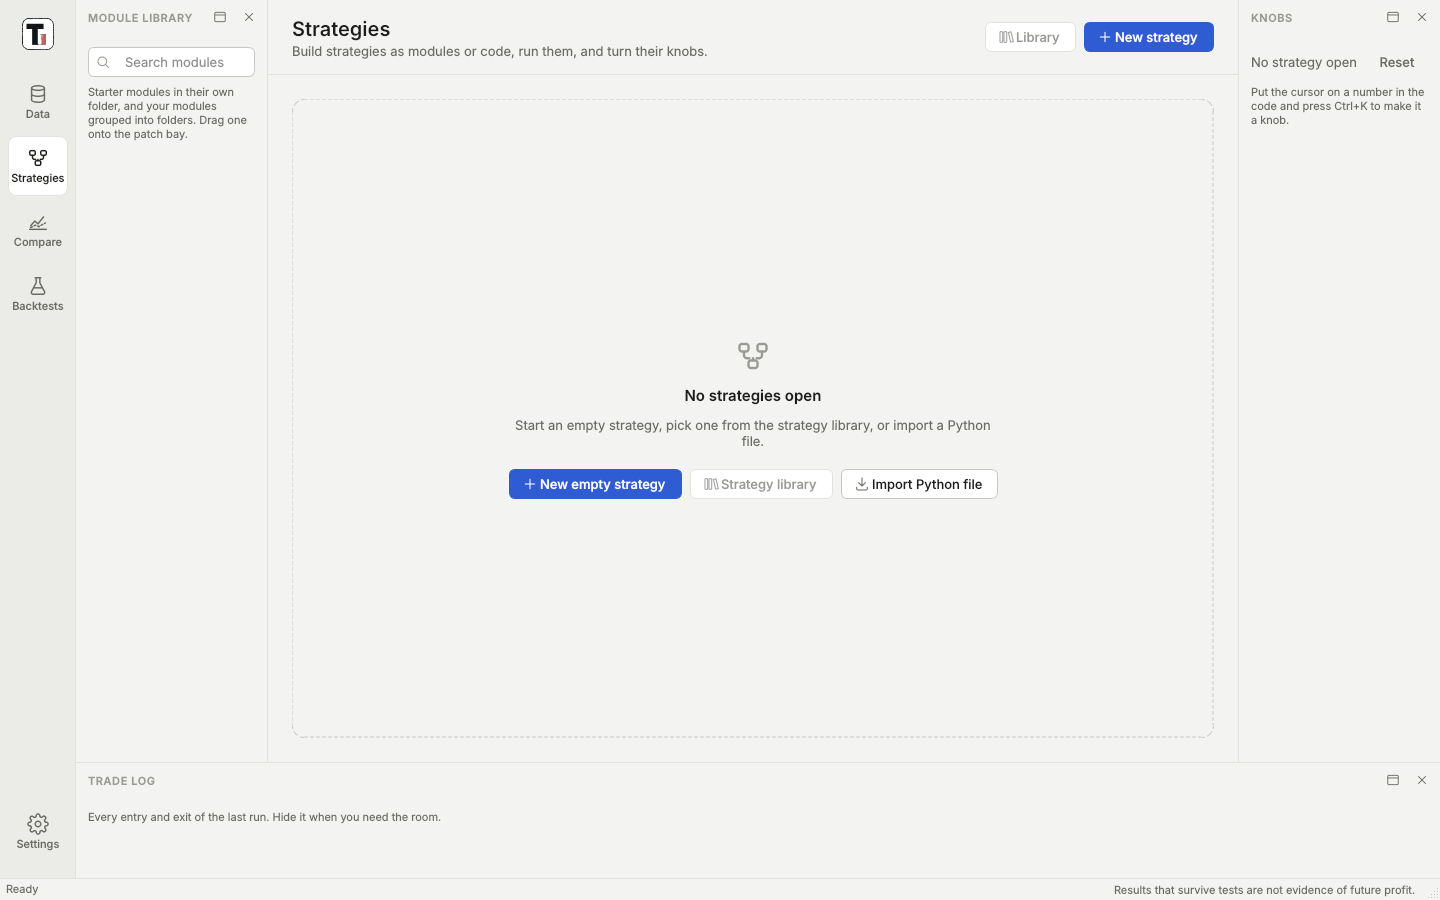 MODULE LIBRARY
Search modules
Starter modules in their own
folder, and your modules
grouped into folders. Drag one
onto the patch bay.
T
Data
Strategies
Compare
Backtests
Settings
Strategies
Build strategies as modules or code, run them, and turn their knobs.
Library
New strategy
No strategies open
Start an empty strategy, pick one from the strategy library, or import a Python
file.
New empty strategy
Strategy library
Import Python file
KNOBS
No strategy open
Reset
Put the cursor on a number in the
code and press Ctrl+K to make it
a knob.
TRADE LOG
Every entry and exit of the last run. Hide it when you need the room.
Ready
Results that survive tests are not evidence of future profit.